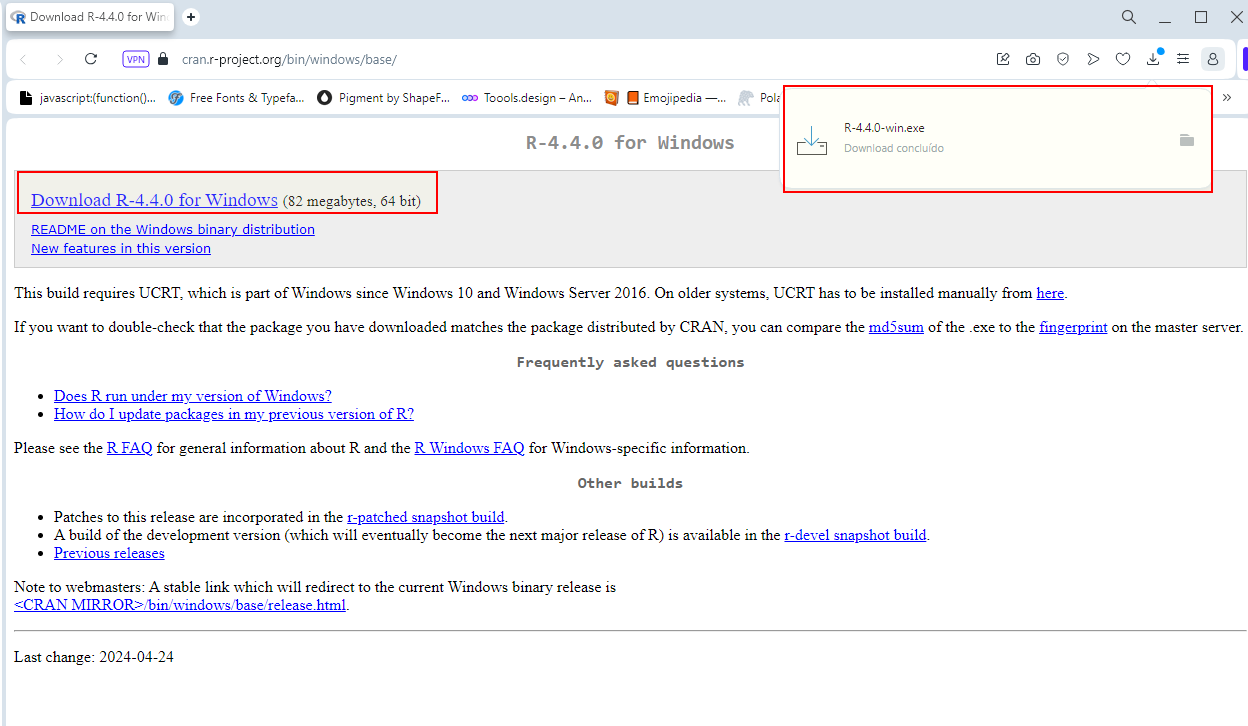 Download R-4.4.0 for Win
VPN
cran.r-project.org/bin/windows/base/
javascript:(function()... Free Fonts & Typefa... Pigment by ShapeF... Toools.design – An... Emojipedia —... Pola
R-4.4.0-win.exe
Download concluído
R-4.4.0 for Windows
Download R-4.4.0 for Windows (82 megabytes, 64 bit)
README on the Windows binary distribution
New features in this version
This build requires UCRT, which is part of Windows since Windows 10 and Windows Server 2016. On older systems, UCRT has to be installed manually from here.
If you want to double-check that the package you have downloaded matches the package distributed by CRAN, you can compare the md5sum of the .exe to the fingerprint on the master server.
Frequently asked questions
Does R run under my version of Windows?
How do I update packages in my previous version of R?
Please see the R FAQ for general information about R and the R Windows FAQ for Windows-specific information.
Other builds
Patches to this release are incorporated in the r-patched snapshot build.
A build of the development version (which will eventually become the next major release of R) is available in the r-devel snapshot build.
Previous releases
Note to webmasters: A stable link which will redirect to the current Windows binary release is
<CRAN MIRROR>/bin/windows/base/release.html.
Last change: 2024-04-24